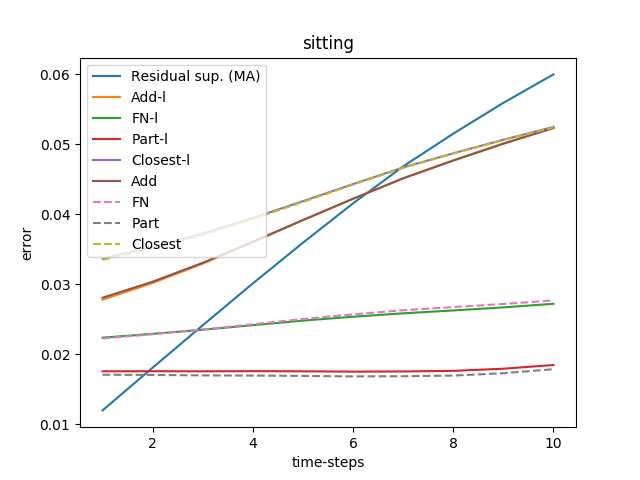 sitting
0.06
0.05
0.04
0.03
0.02
0.01
error
Residual sup. (MA)
Add-l
FN-l
Part-l
Closest-l
Add
FN
Part
Closest
2 4 6 8 10
time-steps